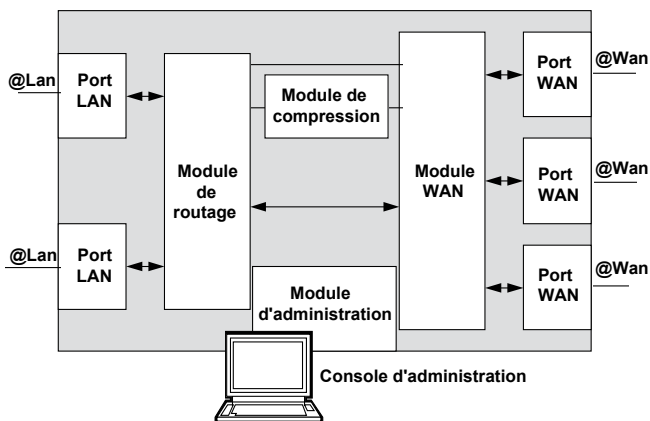 @Lan
Port
LAN
Module de
compression
Port
WAN
@Wan
Module
de
routage
Module
WAN
Port
WAN
@Wan
@Lan
Port
LAN
Module
d'administration
Port
WAN
@Wan
Console d'administration